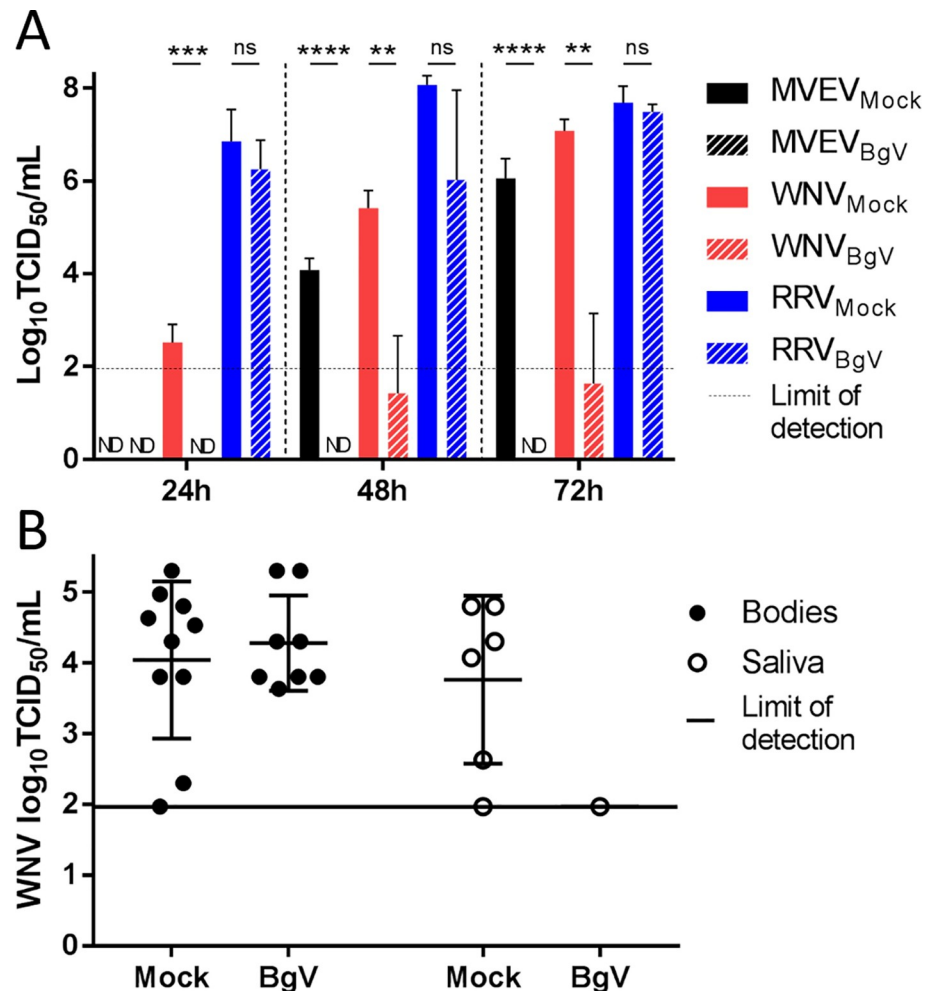 A
*** ns **** ** ns **** ** ns
8
6
4
2
0
Log10TCID50/mL
ND ND ND ND ND
24h 48h 72h
MVEVMock
MVEVBgV
WNVMock
WNVBgV
RRVMock
RRVBgV
Limit of
detection
B
5
4
3
2
1
0
WNV log10TCID50/mL
Mock BgV Mock BgV
Bodies
Saliva
Limit of
detection